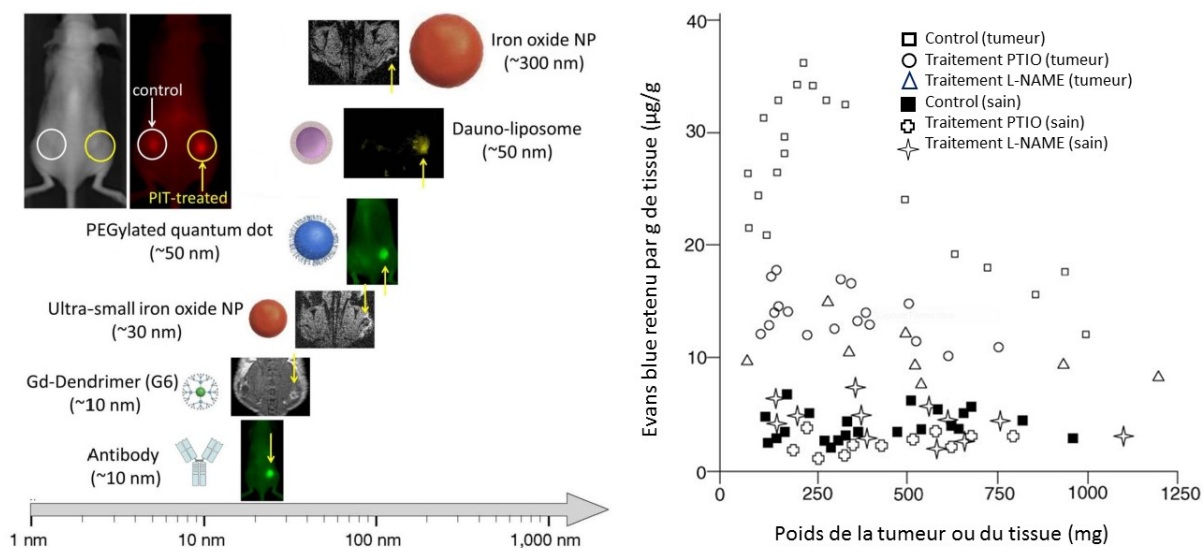 control
PIT-treated
Iron oxide NP
(~300 nm)
Dauno-liposome
(~50 nm)
PEGylated quantum dot
(~50 nm)
Ultra-small iron oxide NP
(~30 nm)
Gd-Dendrimer (G6)
(~10 nm)
Antibody
(~10 nm)
1 nm
10 nm
100 nm
1,000 nm
Evans blue retenu par g de tissue (µg/g)
40
30
20
10
0
Control (tumeur)
Traitement PTIO (tumeur)
Traitement L-NAME (tumeur)
Control (sain)
Traitement PTIO (sain)
Traitement L-NAME (sain)
0
250
500
750
1000
1250
Poids de la tumeur ou du tissue (mg)